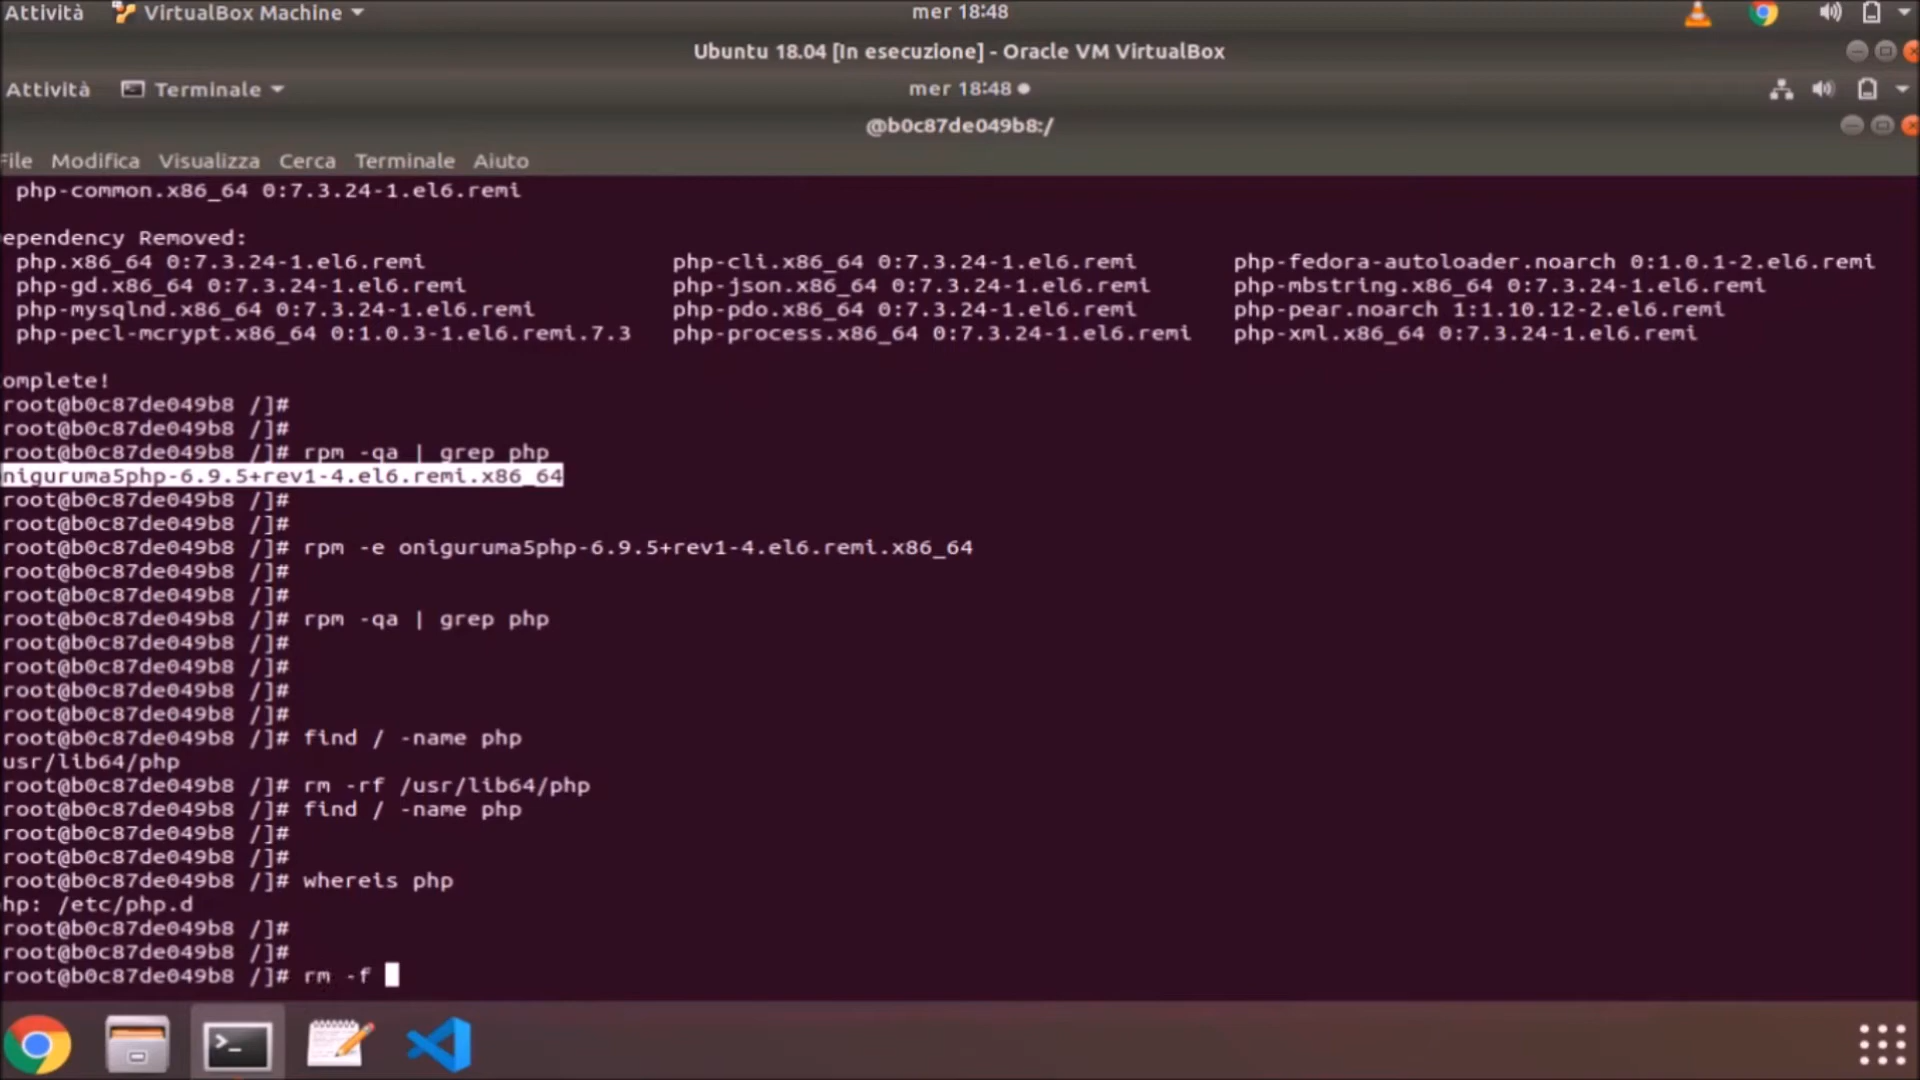 Attività VirtualBox Machine mer 18:48
Ubuntu 18.04 [In esecuzione] - Oracle VM VirtualBox
Attività Terminale mer 18:48
@b0c87de049b8:/
File Modifica Visualizza Cerca Terminale Aiuto
php-common.x86_64 0:7.3.24-1.el6.remi
ependency Removed:
php.x86_64 0:7.3.24-1.el6.remi php-cli.x86_64 0:7.3.24-1.el6.remi php-fedora-autoloader.noarch 0:1.0.1-2.el6.remi
php-gd.x86_64 0:7.3.24-1.el6.remi php-json.x86_64 0:7.3.24-1.el6.remi php-mbstring.x86_64 0:7.3.24-1.el6.remi
php-mysqlnd.x86_64 0:7.3.24-1.el6.remi php-pdo.x86_64 0:7.3.24-1.el6.remi php-pear.noarch 1:1.10.12-2.el6.remi
php-pecl-mcrypt.x86_64 0:1.0.3-1.el6.remi.7.3 php-process.x86_64 0:7.3.24-1.el6.remi php-xml.x86_64 0:7.3.24-1.el6.remi
omplete!
root@b0c87de049b8 /]#
root@b0c87de049b8 /]#
root@b0c87de049b8 /]# rpm -qa | grep php
niguruma5php-6.9.5+rev1-4.el6.remi.x86_64
root@b0c87de049b8 /]#
root@b0c87de049b8 /]#
root@b0c87de049b8 /]# rpm -e oniguruma5php-6.9.5+rev1-4.el6.remi.x86_64
root@b0c87de049b8 /]#
root@b0c87de049b8 /]#
root@b0c87de049b8 /]# rpm -qa | grep php
root@b0c87de049b8 /]#
root@b0c87de049b8 /]#
root@b0c87de049b8 /]#
root@b0c87de049b8 /]#
root@b0c87de049b8 /]# find / -name php
usr/lib64/php
root@b0c87de049b8 /]# rm -rf /usr/lib64/php
root@b0c87de049b8 /]# find / -name php
root@b0c87de049b8 /]#
root@b0c87de049b8 /]#
root@b0c87de049b8 /]# whereis php
hp: /etc/php.d
root@b0c87de049b8 /]#
root@b0c87de049b8 /]#
root@b0c87de049b8 /]# rm -f